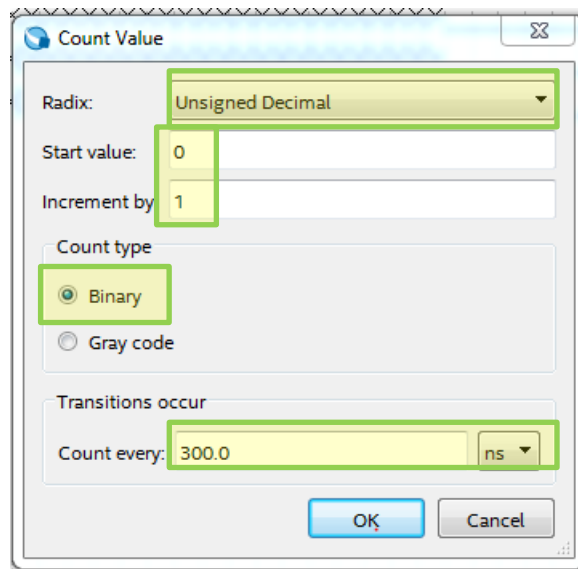 Count Value
Radix: Unsigned Decimal
Start value: 0
Increment by 1
Count type
Binary
Gray code
Transitions occur
Count every: 300.0 ns
OK Cancel